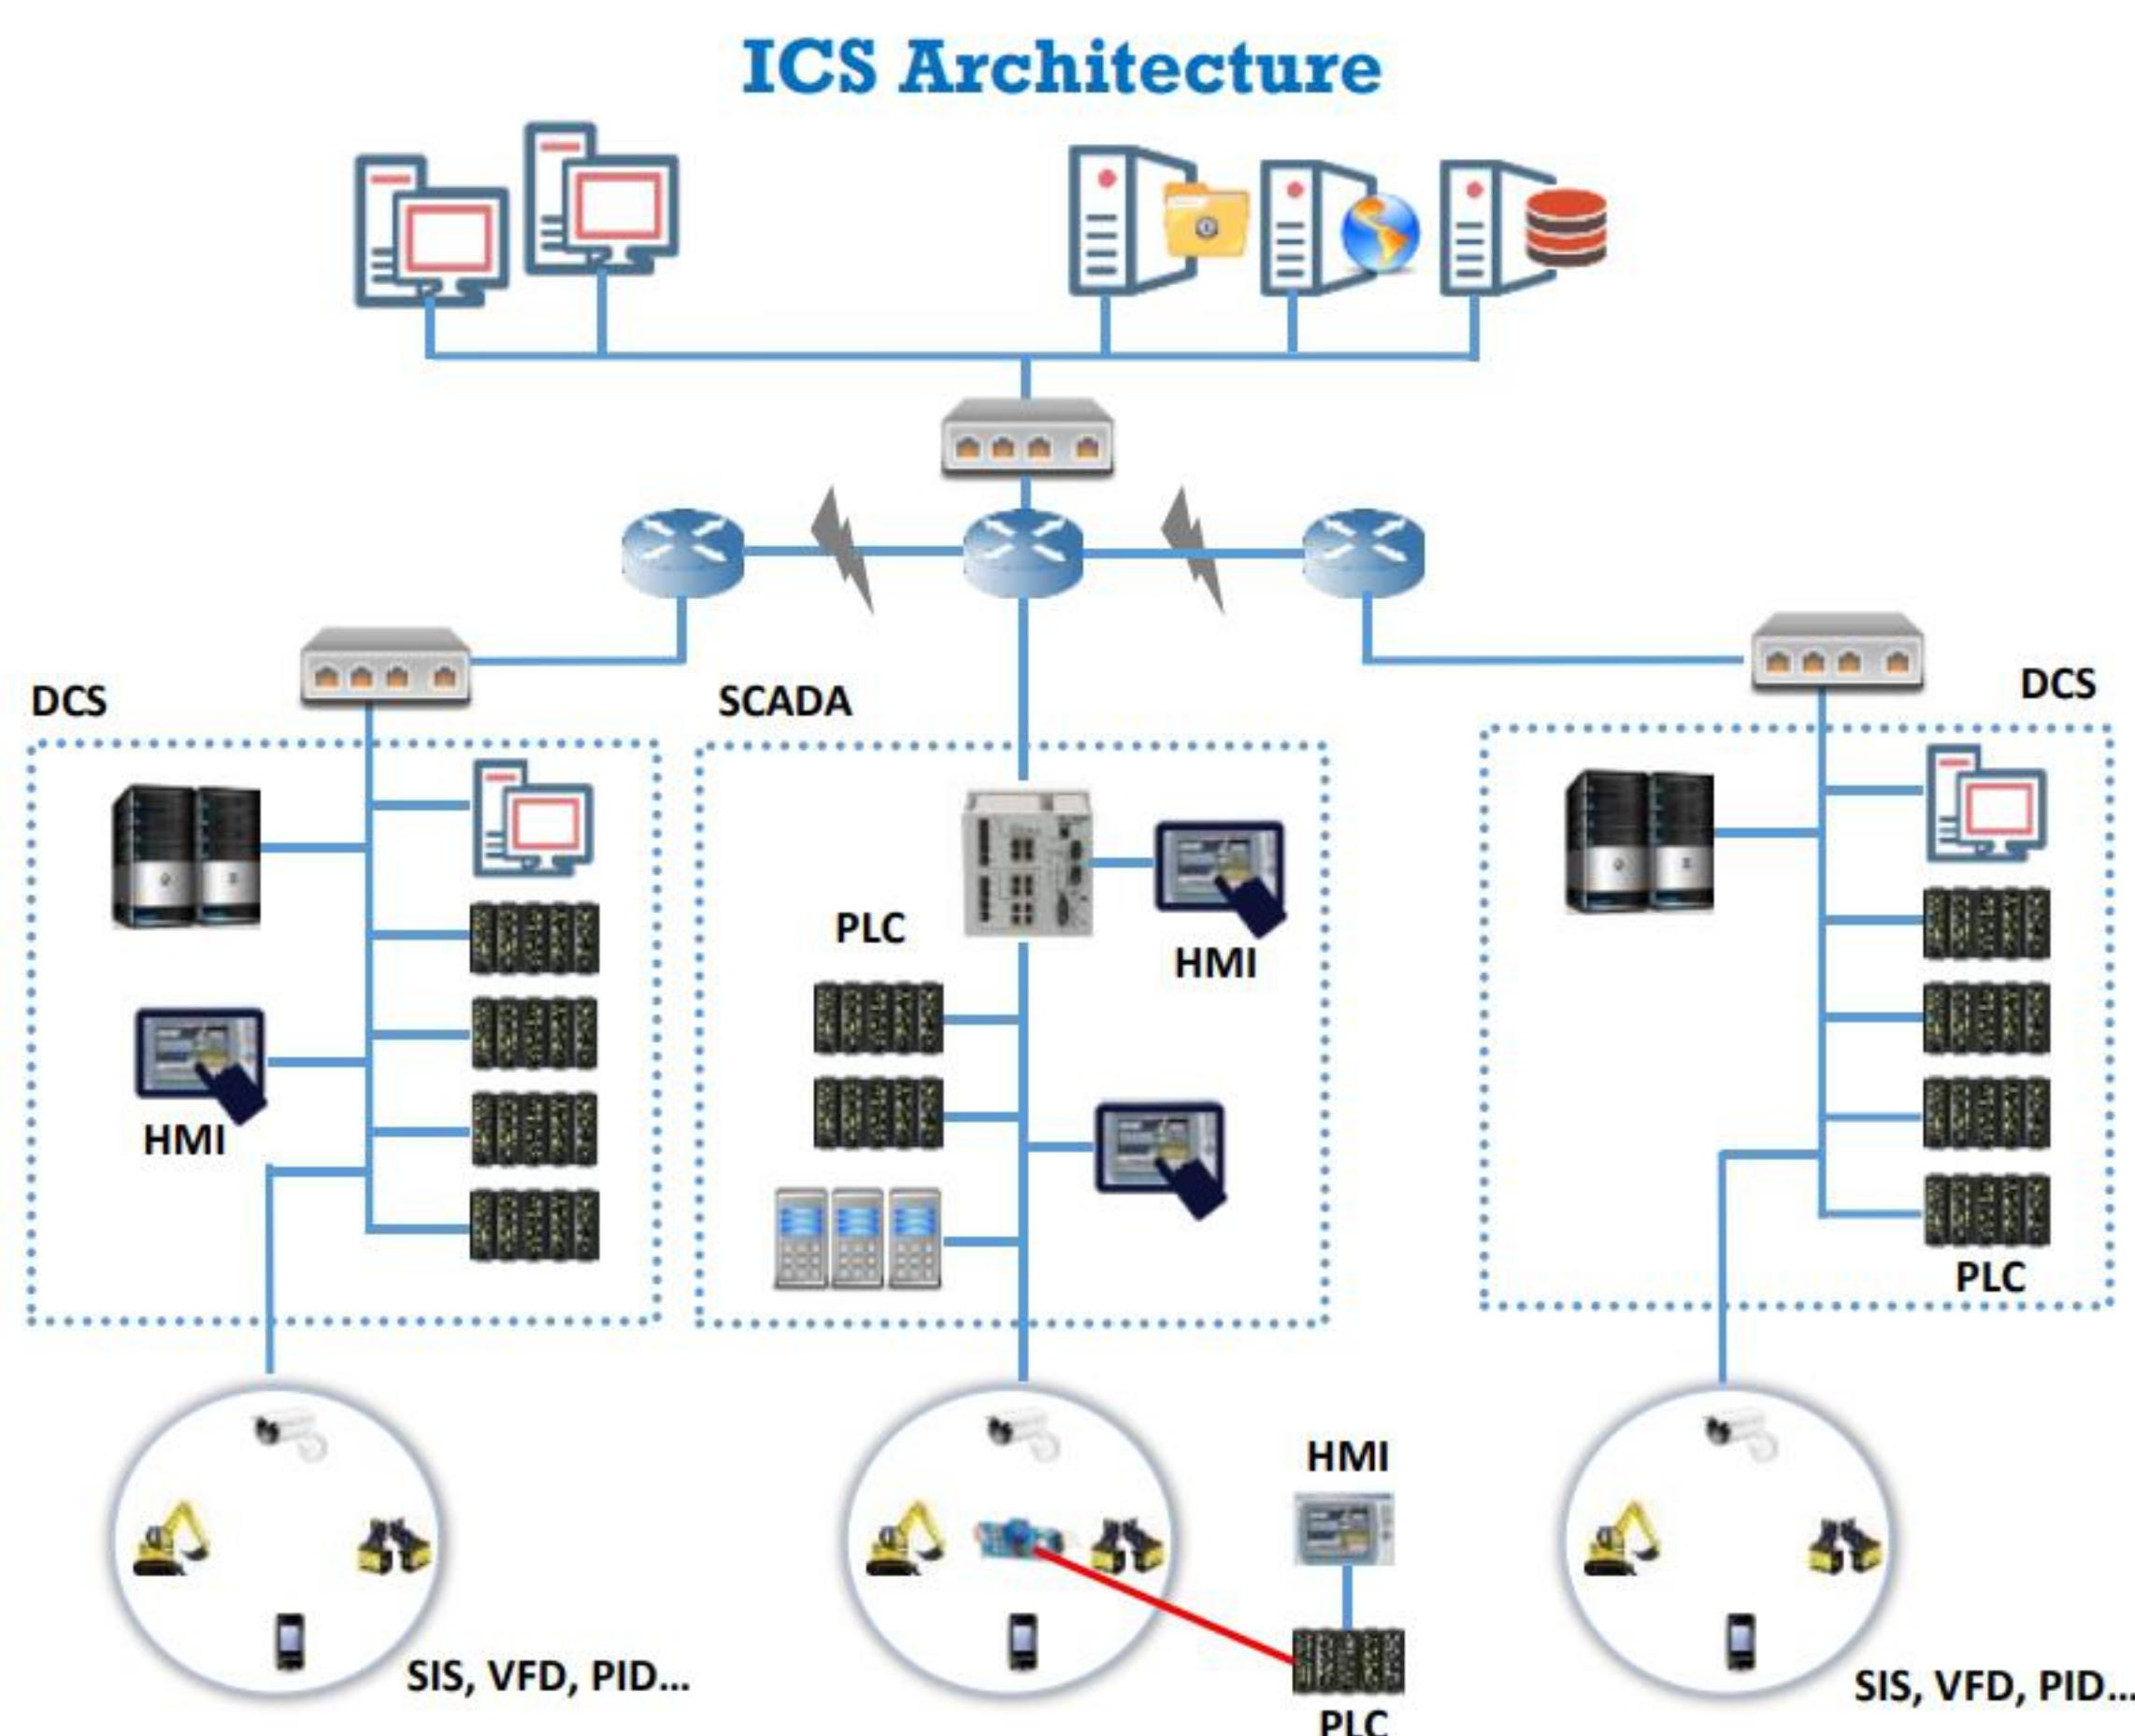 ICS Architecture
DCS
SCADA
DCS
PLC
HMI
HMI
PLC
HMI
SIS, VFD, PID...
SIS, VFD, PID...
PLC